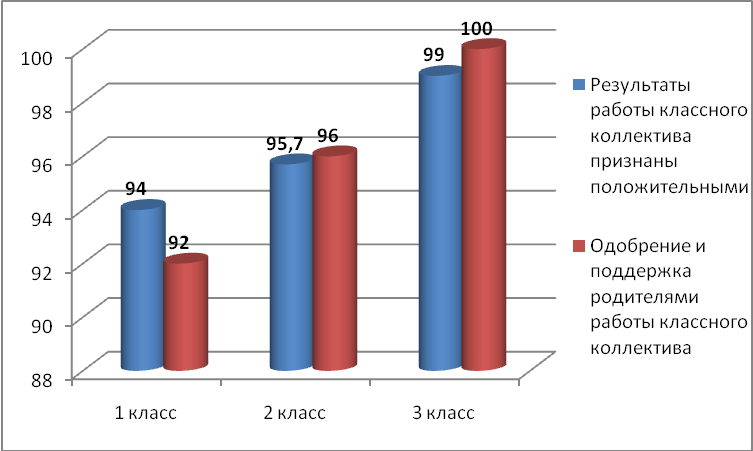 100
98
96
94
92
90
88
94
92
95,7
96
99
100
1 класс
2 класс
3 класс
Результаты
работы классного
коллектива
признаны
положительными
Одобрение и
поддержка
родителями
работы классного
коллектива